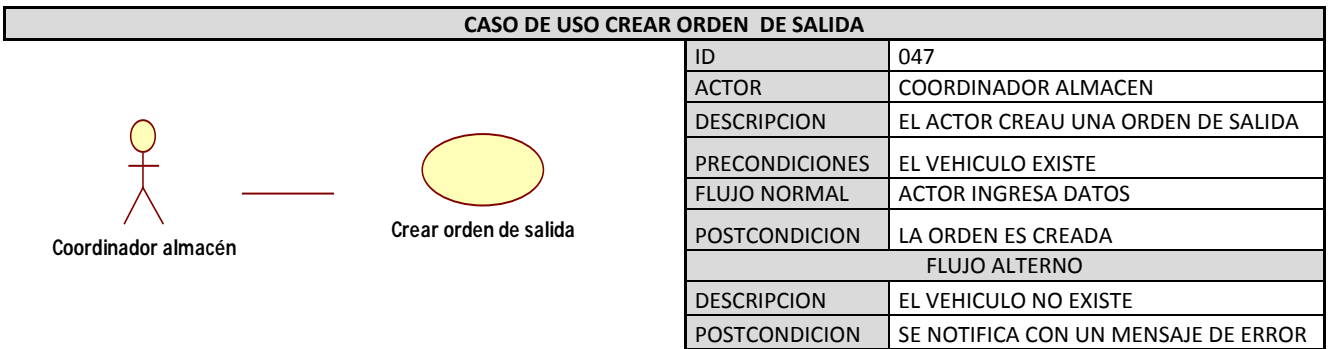 CASO DE USO CREAR ORDEN DE SALIDA
ID 047
ACTOR COORDINADOR ALMACEN
DESCRIPCION EL ACTOR CREAU UNA ORDEN DE SALIDA
PRECONDICIONES EL VEHICULO EXISTE
FLUJO NORMAL ACTOR INGRESA DATOS
POSTCONDICION LA ORDEN ES CREADA
FLUJO ALTERNO
DESCRIPCION EL VEHICULO NO EXISTE
POSTCONDICION SE NOTIFICA CON UN MENSAJE DE ERROR
Coordinador almacén
Crear orden de salida